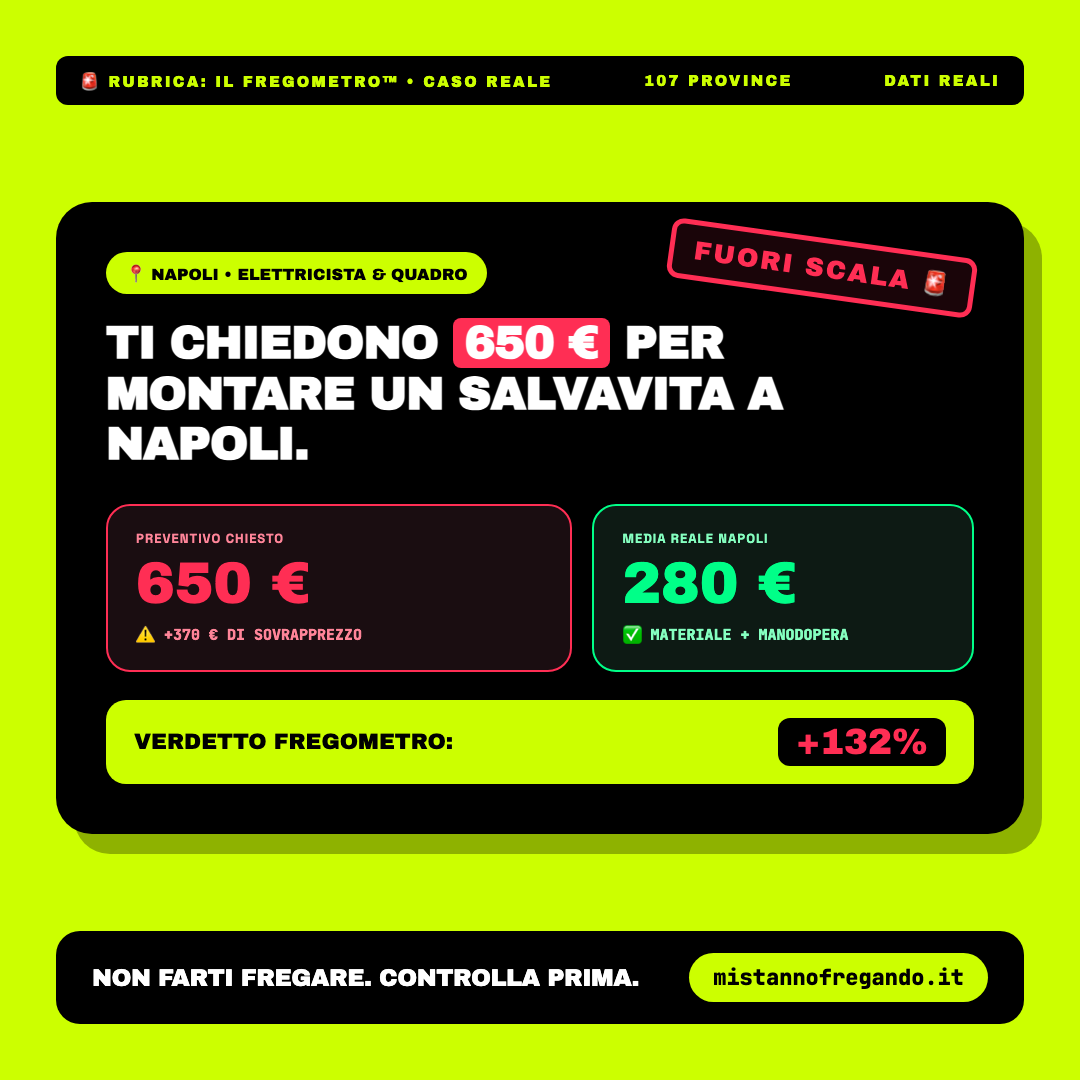 🚨 RUBRICA: IL FREGOMETRO™ • CASO REALE
107 PROVINCE
DATI REALI
FUORI SCALA 🚨
📍 NAPOLI • ELETTRICISTA & QUADRO
TI CHIEDONO 650 € PER
MONTARE UN SALVAVITA A
NAPOLI.
PREVENTIVO CHIESTO
650 €
⚠️ +370 € DI SOVRAPPREZZO
MEDIA REALE NAPOLI
280 €
✅ MATERIALE + MANODOPERA
VERDETTO FREGOMETRO:
+132%
NON FARTI FREGARE. CONTROLLA PRIMA.
mistannofregando.it